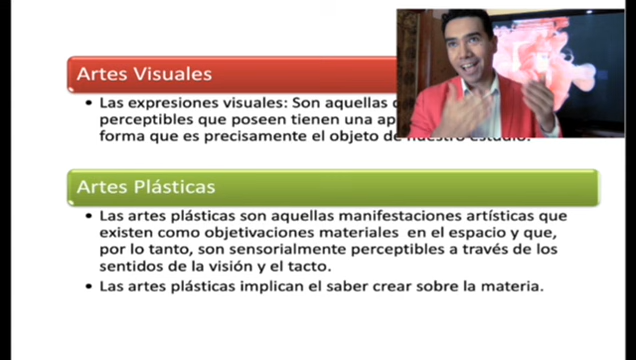 Artes Visuales
• Las expresiones visuales: Son aquellas
perceptibles que poseen tienen una
forma que es precisamente el objeto de nuestro estudio.
Artes Plásticas
• Las artes plásticas son aquellas manifestaciones artísticas que
existen como objetivaciones materiales en el espacio y que,
por lo tanto, son sensorialmente perceptibles a través de los
sentidos de la visión y el tacto.
• Las artes plásticas implican el saber crear sobre la materia.